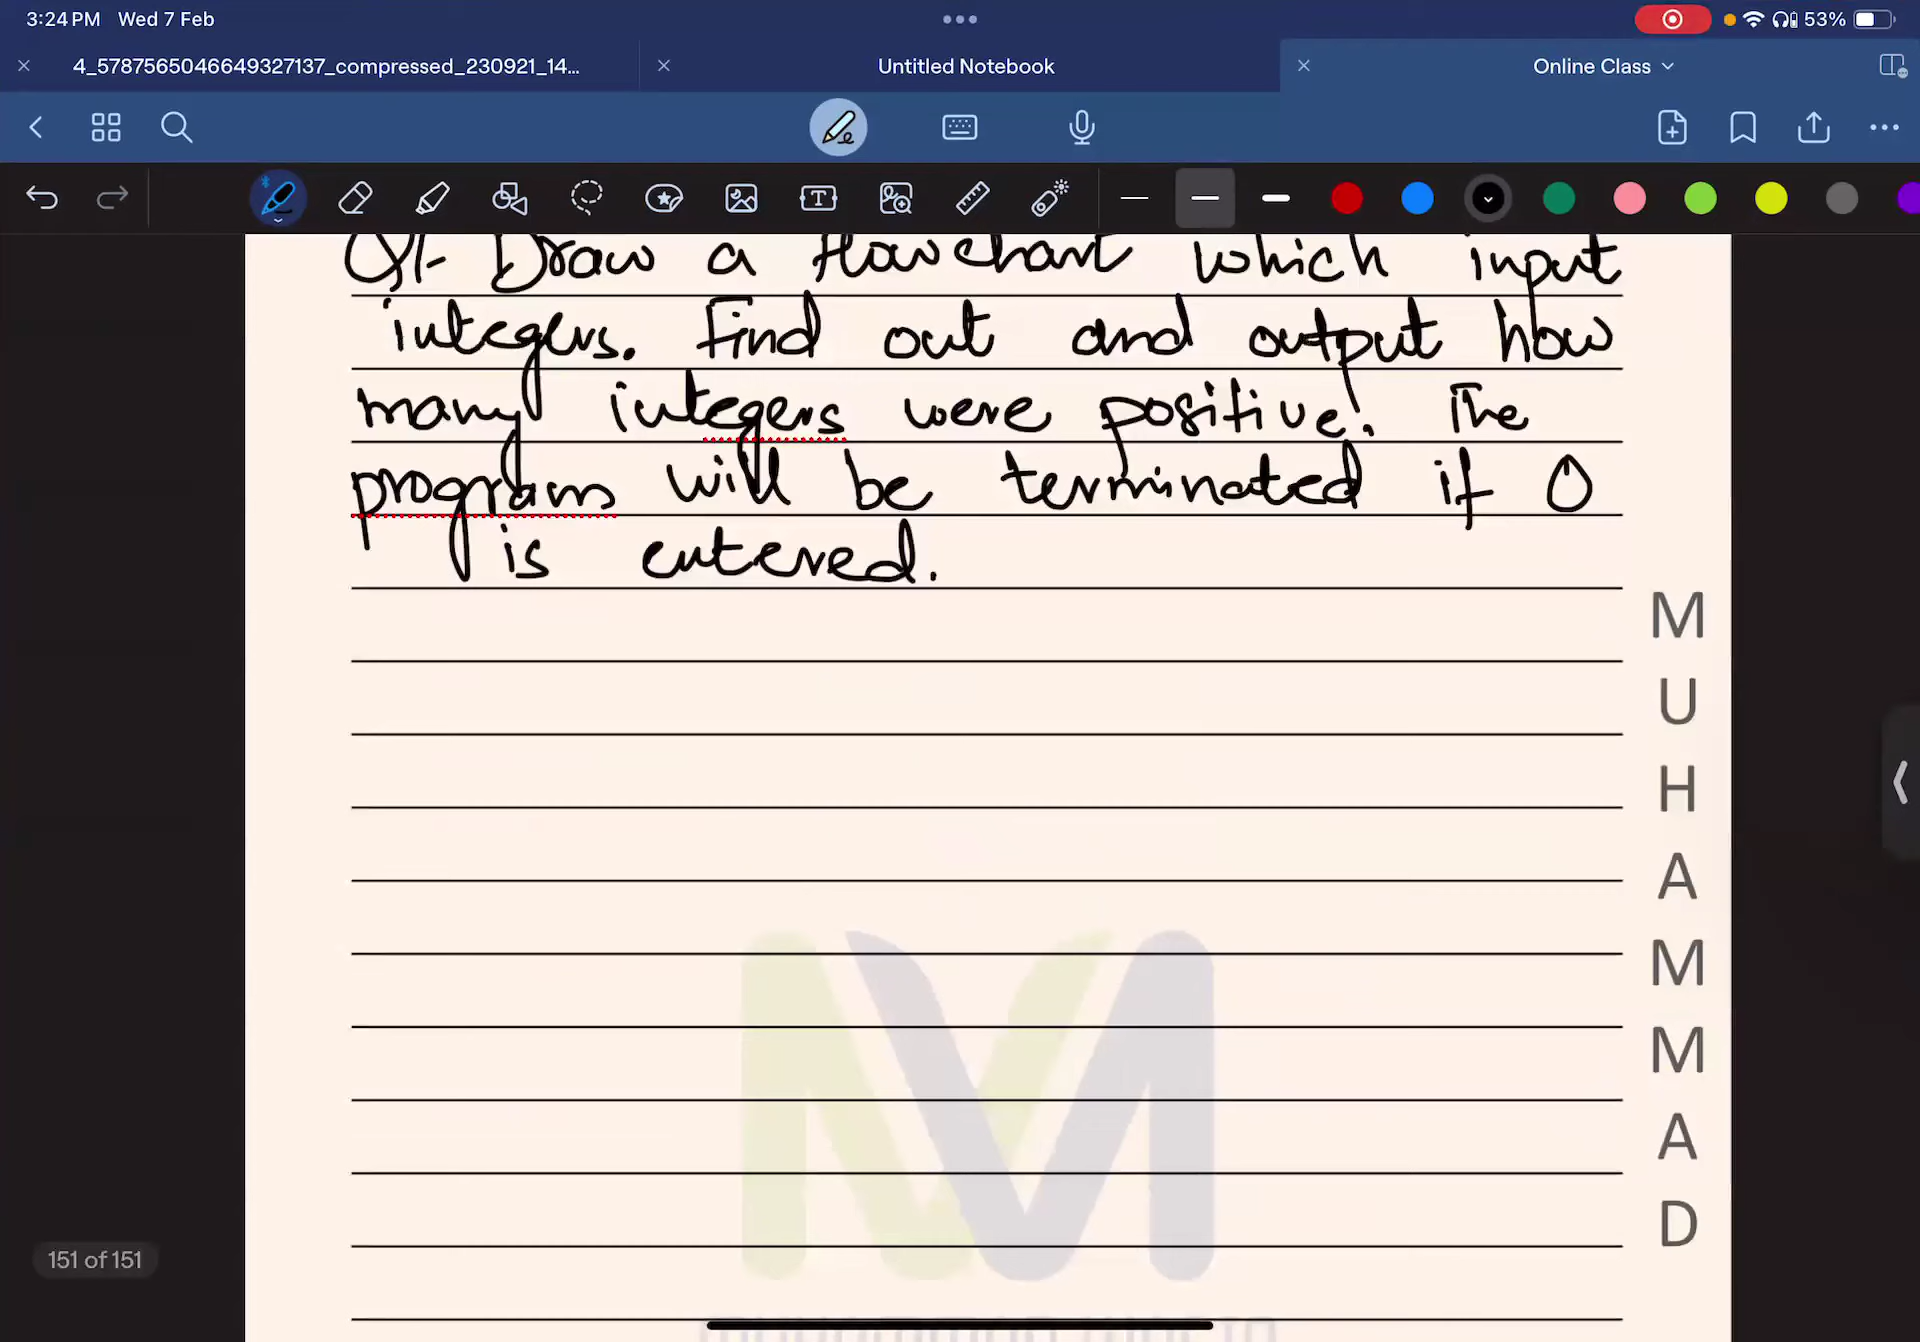 3:24 PM Wed 7 Feb
53%
4_5787565046649327137_compressed_230921_14...
Untitled Notebook
Online Class
Q1- Draw a flowchart which input
integers. Find out and output how
many integers were positive. The
program will be terminated if 0
is entered.
M
U
H
A
M
M
A
D
151 of 151